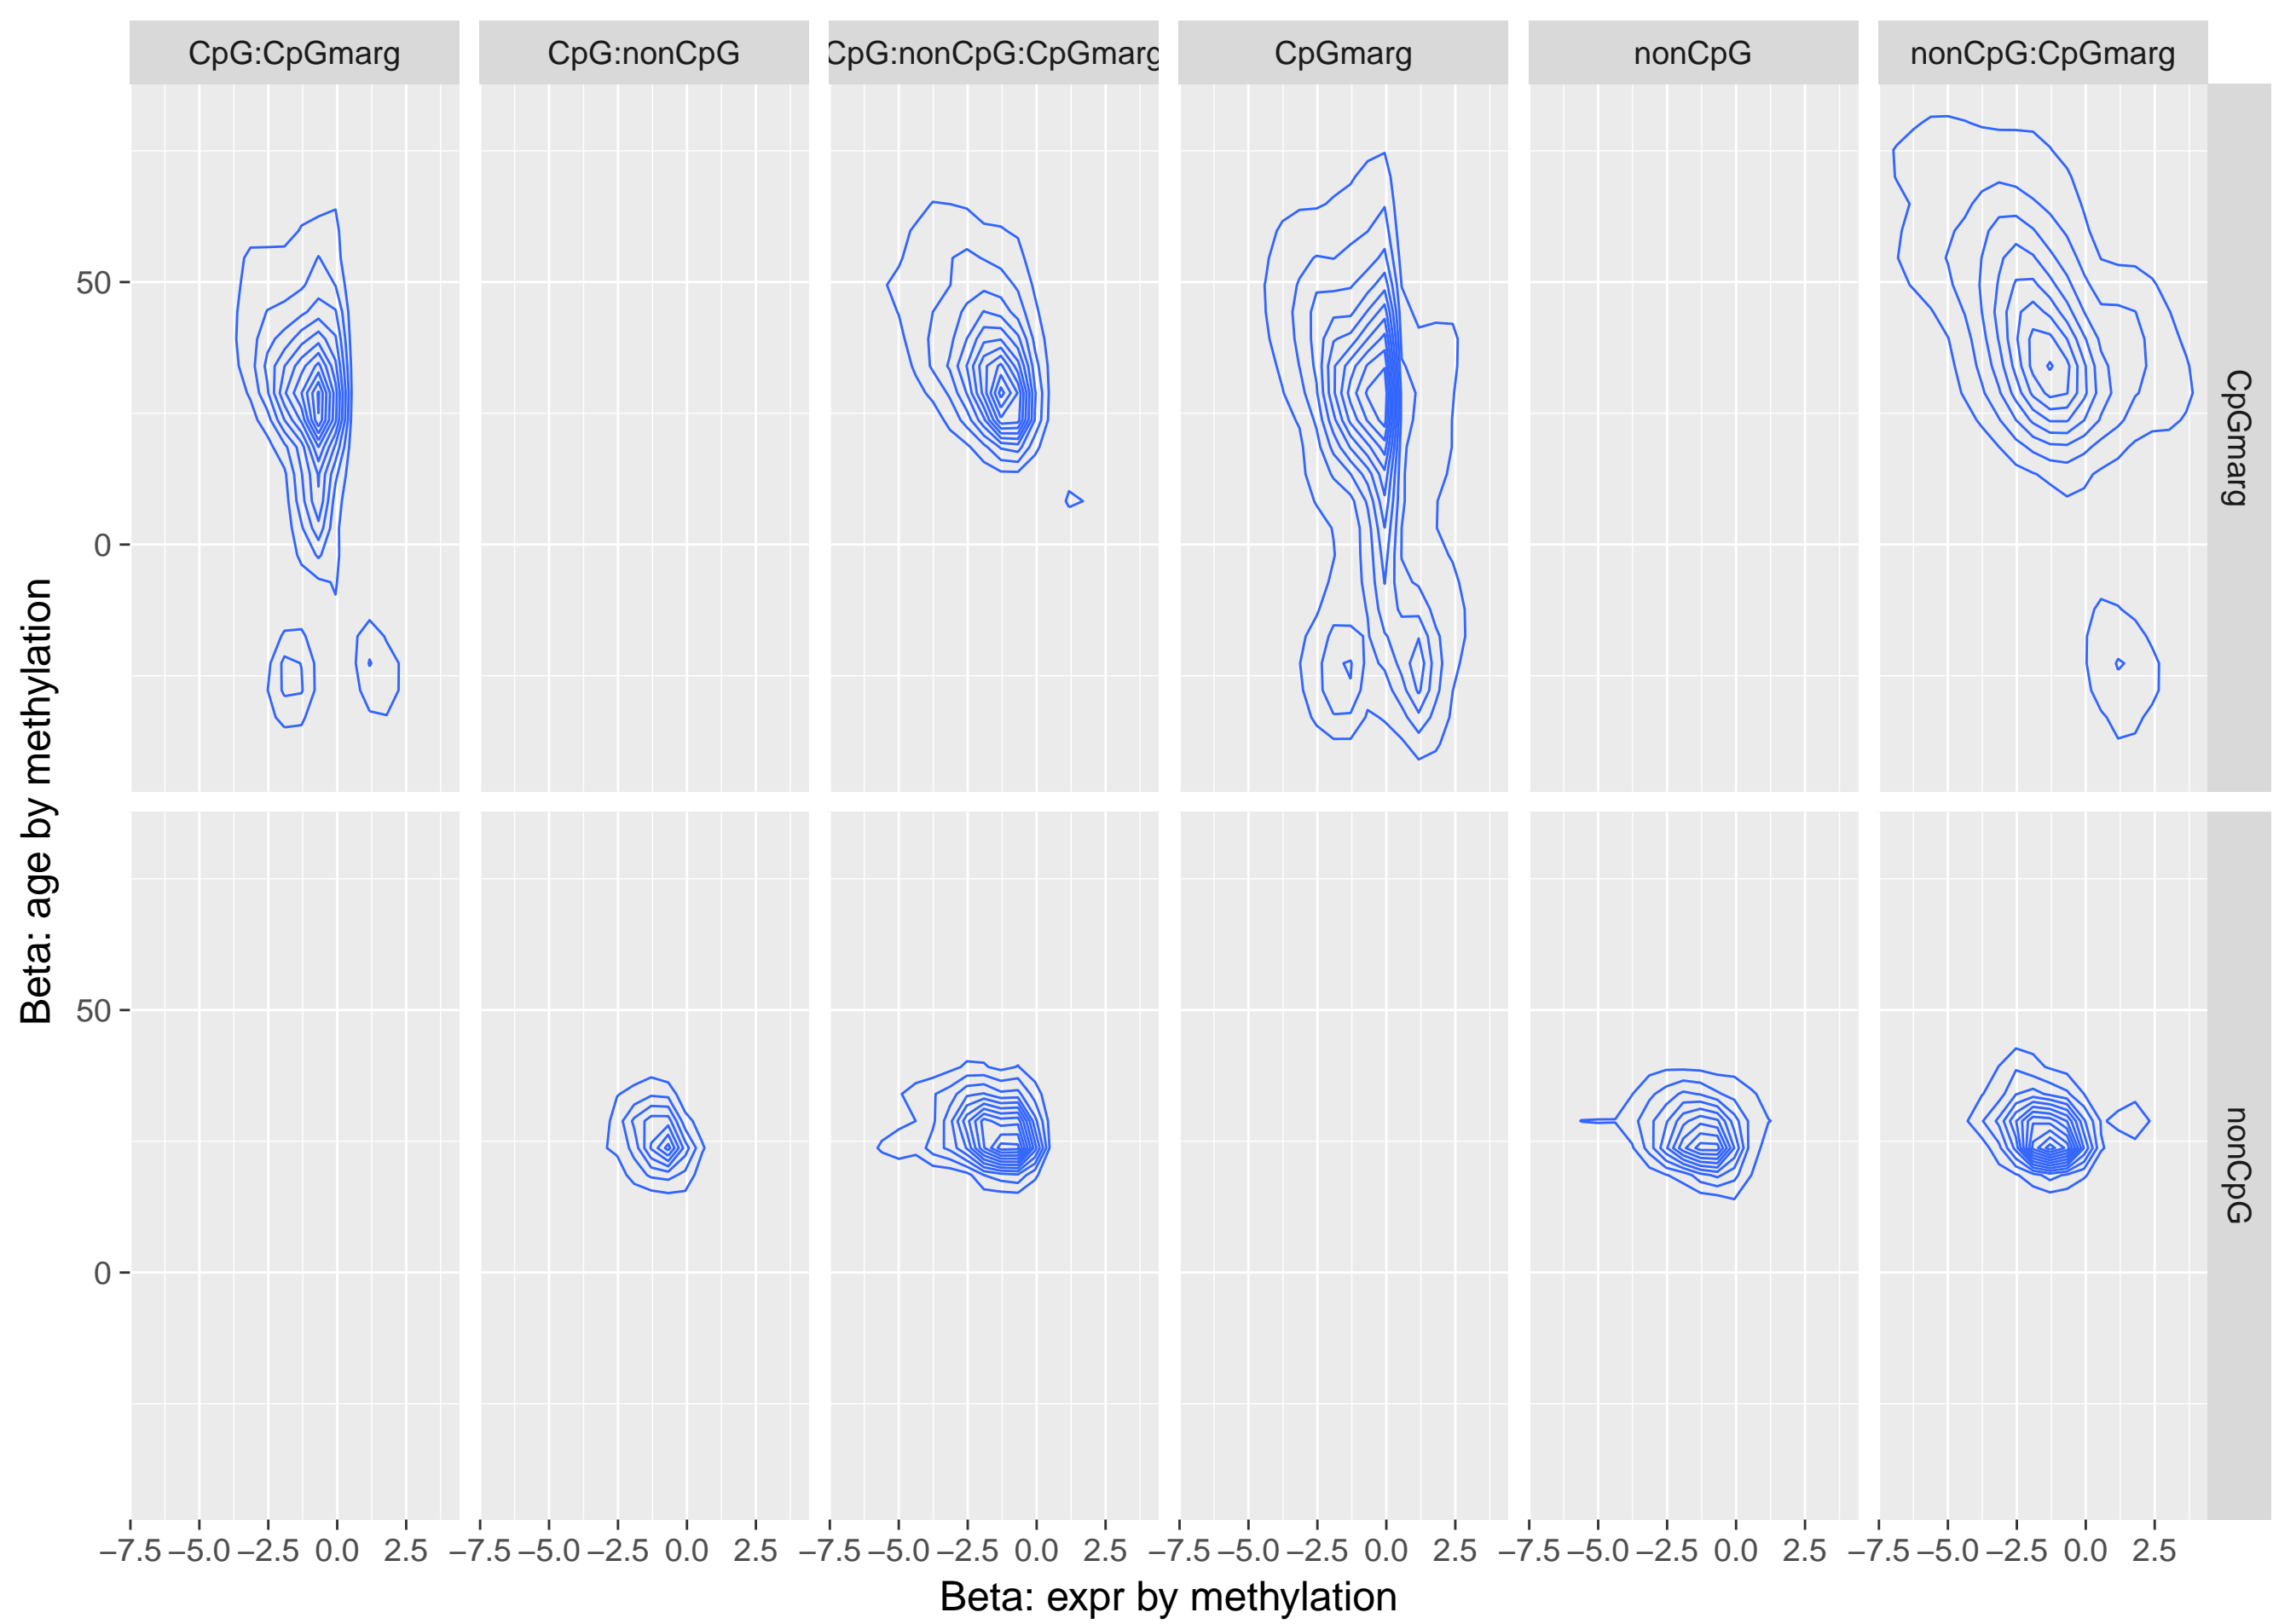 CpG:CpGmarg CpG:nonCpG CpG:nonCpG:CpGmarg CpGmarg nonCpG nonCpG:CpGmarg
50
0
CpGmarg
50
0
nonCpG
Beta: age by methylation
−7.5 −5.0 −2.5 0.0 2.5 −7.5 −5.0 −2.5 0.0 2.5 −7.5 −5.0 −2.5 0.0 2.5 −7.5 −5.0 −2.5 0.0 2.5 −7.5 −5.0 −2.5 0.0 2.5 −7.5 −5.0 −2.5 0.0 2.5
Beta: expr by methylation